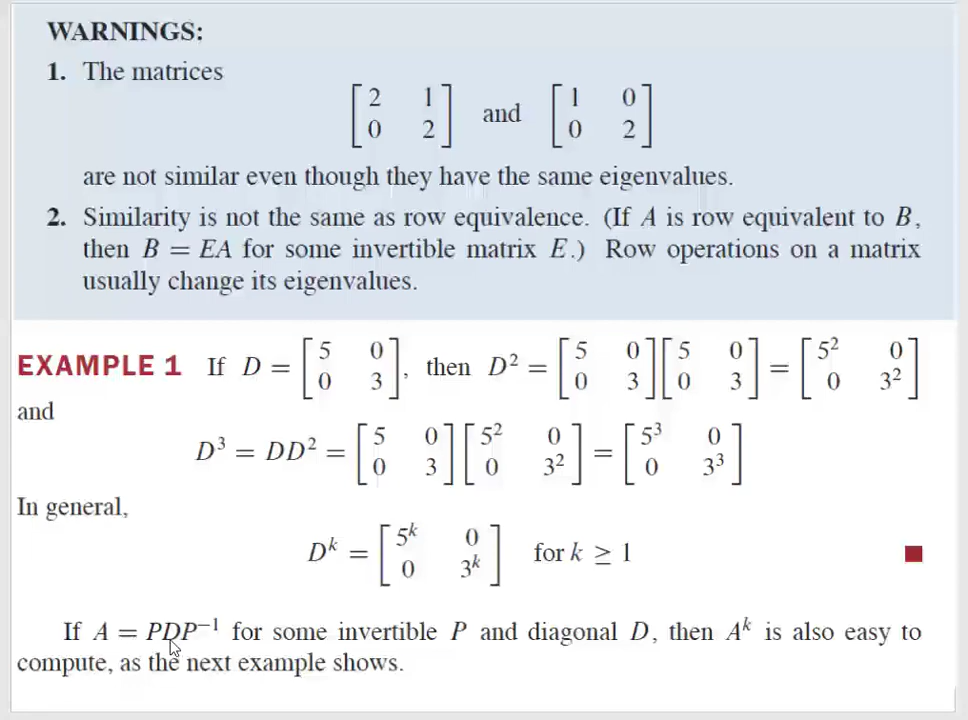 WARNINGS:
1. The matrices
[2 1; 0 2] and [1 0; 0 2]
are not similar even though they have the same eigenvalues.
2. Similarity is not the same as row equivalence. (If A is row equivalent to B,
then B = EA for some invertible matrix E.) Row operations on a matrix
usually change its eigenvalues.
EXAMPLE 1 If D = [5 0; 0 3], then D² = [5 0; 0 3][5 0; 0 3] = [5² 0; 0 3²]
and
D³ = DD² = [5 0; 0 3][5² 0; 0 3²] = [5³ 0; 0 3³]
In general,
Dᵏ = [5ᵏ 0; 0 3ᵏ] for k ≥ 1
If A = PDP⁻¹ for some invertible P and diagonal D, then Aᵏ is also easy to
compute, as the next example shows.